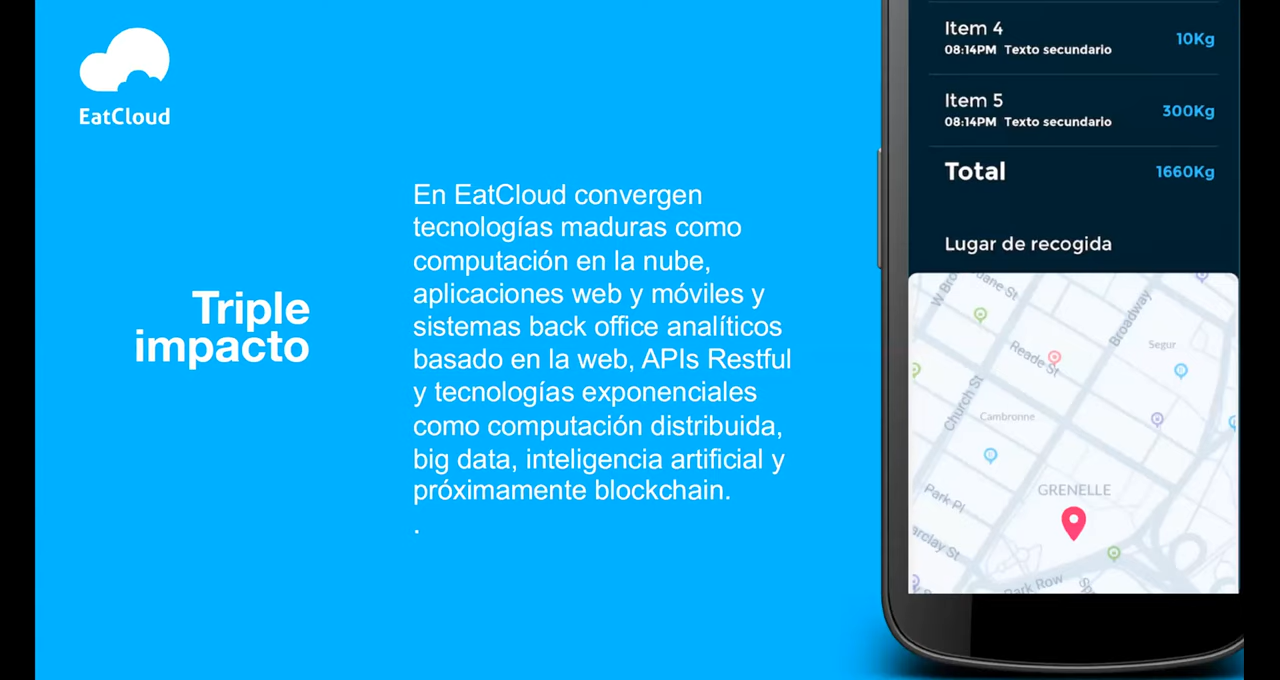 EatCloud
Triple
impacto
En EatCloud convergen
tecnologías maduras como
computación en la nube,
aplicaciones web y móviles y
sistemas back office analíticos
basado en la web, APIs Restful
y tecnologías exponenciales
como computación distribuida,
big data, inteligencia artificial y
próximamente blockchain.
.
Item 4
08:14PM Texto secundario
10Kg
Item 5
08:14PM Texto secundario
300Kg
Total
1660Kg
Lugar de recogida
W Br
uane St
Broadway
Segur
Reade St
Church St
Cambronne
GRENELLE
Park Pl
arclay St
Park Row